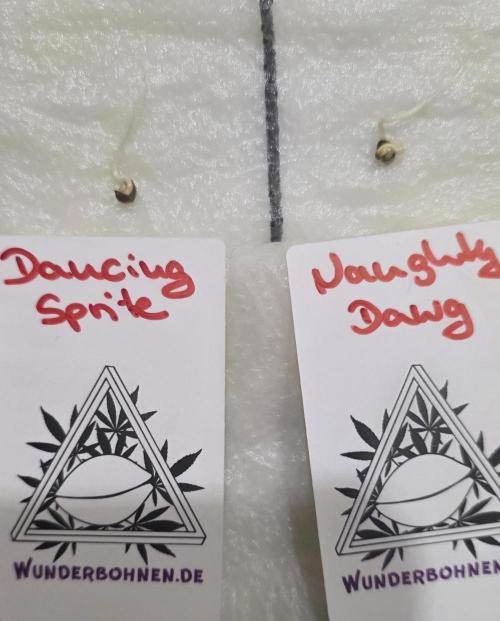 Dancing
Sprite
WUNDERBOHNEN.DE
Naughty
Dawg
WUNDERBOHNEN